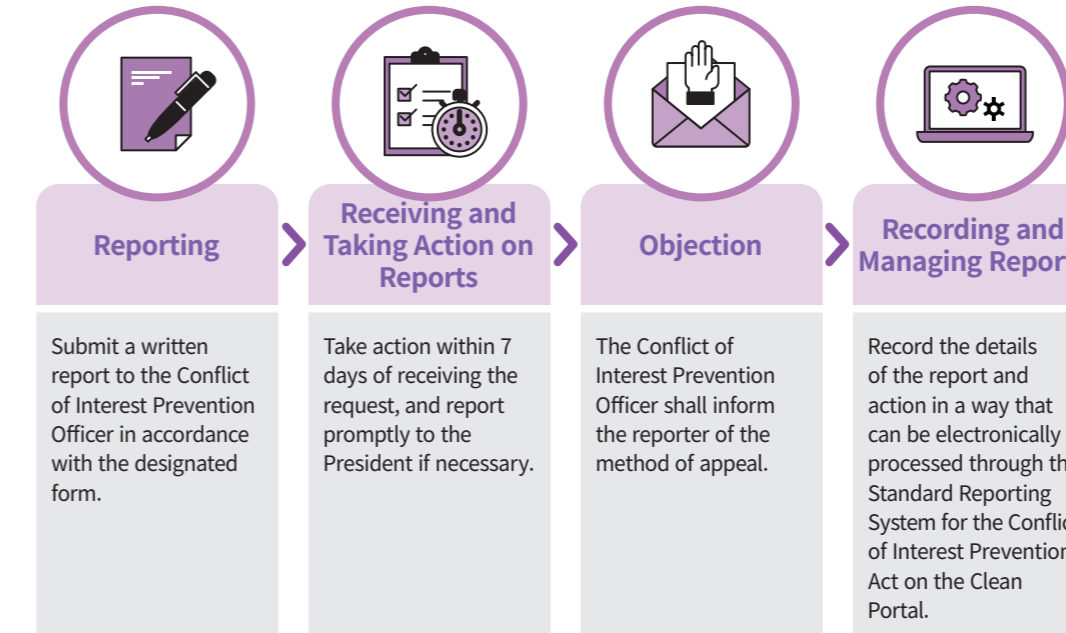 Reporting
Submit a written
report to the Conflict
of Interest Prevention
Officer in accordance
with the designated
form.
Receiving and
Taking Action on
Reports
Take action within 7
days of receiving the
request, and report
promptly to the
President if necessary.
Objection
The Conflict of
Interest Prevention
Officer shall inform
the reporter of the
method of appeal.
Recording and
Managing Repor
Record the details
of the report and
action in a way that
can be electronically
processed through th
Standard Reporting
System for the Conflic
of Interest Prevention
Act on the Clean
Portal.